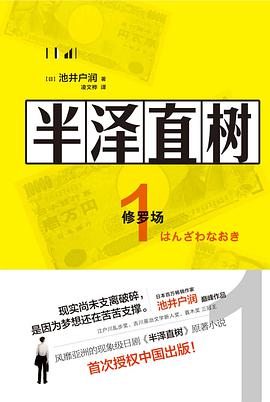 [日] 池井户润 著
凌文桦 译
半泽直树
1
修罗场
はんざわなおき
现实尚未支离破碎，
是因为梦想还在苦苦支撑。
日本百万畅销作家
池井户润 巅峰作品
江户川乱步奖，吉川英治文学新人奖，直木奖 三冠王
风靡亚洲的现象级日剧《半泽直树》原著小说
首次授权中国出版！
1